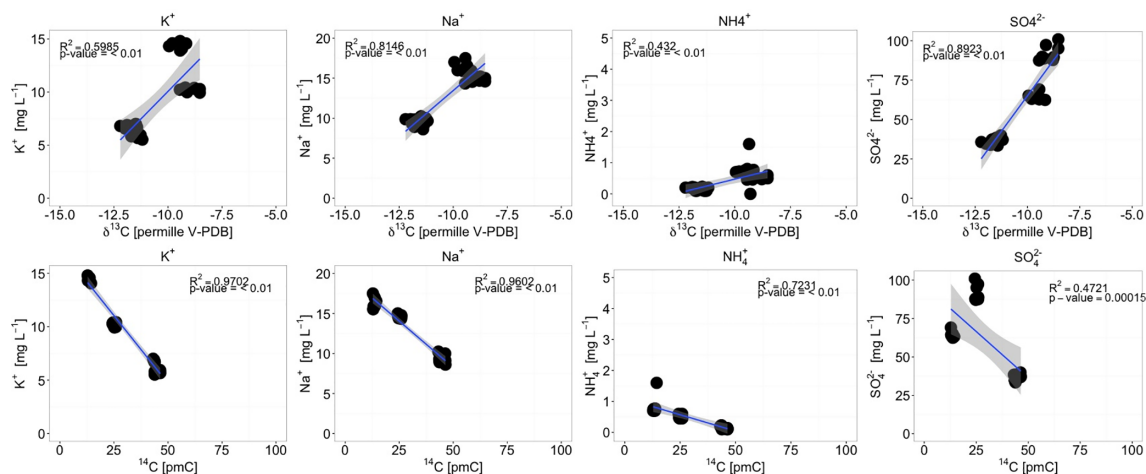 K⁺
R² = 0.5985
p-value = < 0.01
15
10
5
0
K⁺ [mg L⁻¹]
-15.0 -12.5 -10.0 -7.5 -5.0
δ¹³C [permille V-PDB]
Na⁺
R² = 0.8146
p-value = < 0.01
20
15
10
5
0
Na⁺ [mg L⁻¹]
-15.0 -12.5 -10.0 -7.5 -5.0
δ¹³C [permille V-PDB]
NH4⁺
R² = 0.432
p-value = < 0.01
5
4
3
2
1
0
NH4⁺ [mg L⁻¹]
-15.0 -12.5 -10.0 -7.5 -5.0
δ¹³C [permille V-PDB]
SO4²⁻
R² = 0.8923
p-value = < 0.01
100
75
50
25
0
SO4²⁻ [mg L⁻¹]
-15.0 -12.5 -10.0 -7.5 -5.0
δ¹³C [permille V-PDB]
K⁺
R² = 0.9702
p-value = < 0.01
15
10
5
0
K⁺ [mg L⁻¹]
0 25 50 75 100
¹⁴C [pmC]
Na⁺
R² = 0.9602
p-value = < 0.01
20
15
10
5
0
Na⁺ [mg L⁻¹]
0 25 50 75 100
¹⁴C [pmC]
NH₄⁺
R² = 0.7231
p-value = < 0.01
5
4
3
2
1
0
NH₄⁺ [mg L⁻¹]
0 25 50 75 100
¹⁴C [pmC]
SO₄²⁻
R² = 0.4721
p – value = 0.00015
100
75
50
25
0
SO₄²⁻ [mg L⁻¹]
0 25 50 75 100
¹⁴C [pmC]